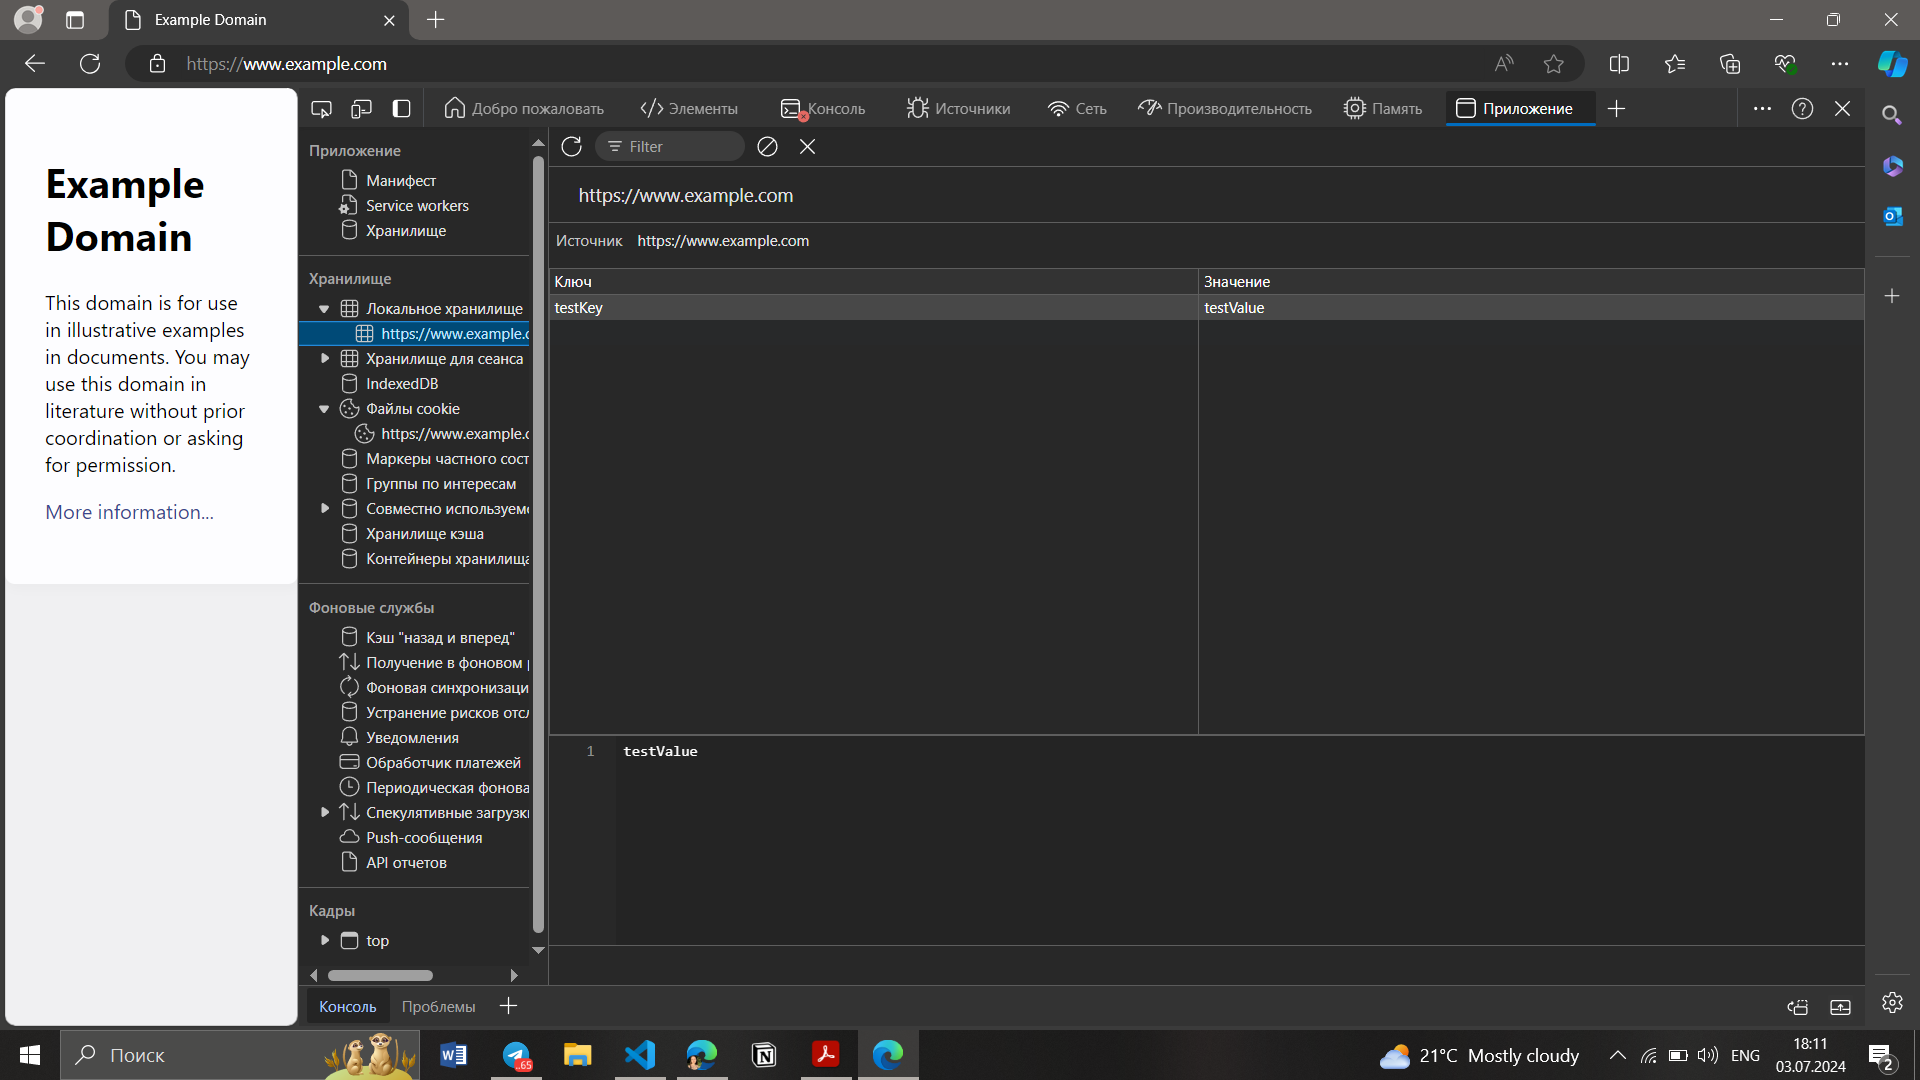 Example Domain
https://www.example.com
Добро пожаловать
Элементы
Консоль
Источники
Сеть
Производительность
Память
Приложение
Example
Domain
This domain is for use
in illustrative examples
in documents. You may
use this domain in
literature without prior
coordination or asking
for permission.
More information...
Приложение
Манифест
Service workers
Хранилище
Хранилище
Локальное хранилище
https://www.example.c
Хранилище для сеанса
IndexedDB
Файлы cookie
https://www.example.c
Маркеры частного сост
Группы по интересам
Совместно используемо
Хранилище кэша
Контейнеры хранилища
Фоновые службы
Кэш "назад и вперед"
Получение в фоновом р
Фоновая синхронизаци
Устранение рисков отсл
Уведомления
Обработчик платежей
Периодическая фонова
Спекулятивные загрузки
Push-сообщения
API отчетов
Кадры
top
Filter
https://www.example.com
Источник https://www.example.com
Ключ Значение
testKey testValue
1 testValue
Консоль Проблемы
Поиск
.65
21°C Mostly cloudy
ENG
18:11
03.07.2024
2